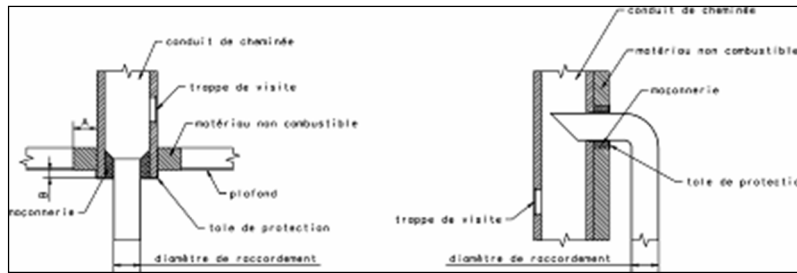 conduit de cheminée
trappe de visite
matériau non combustible
A
B
plafond
maçonnerie
tole de protection
diamètre de raccordement
conduit de cheminée
matériau non combustible
maçonnerie
tole de protectio
trappe de visite
diamètre de raccordement